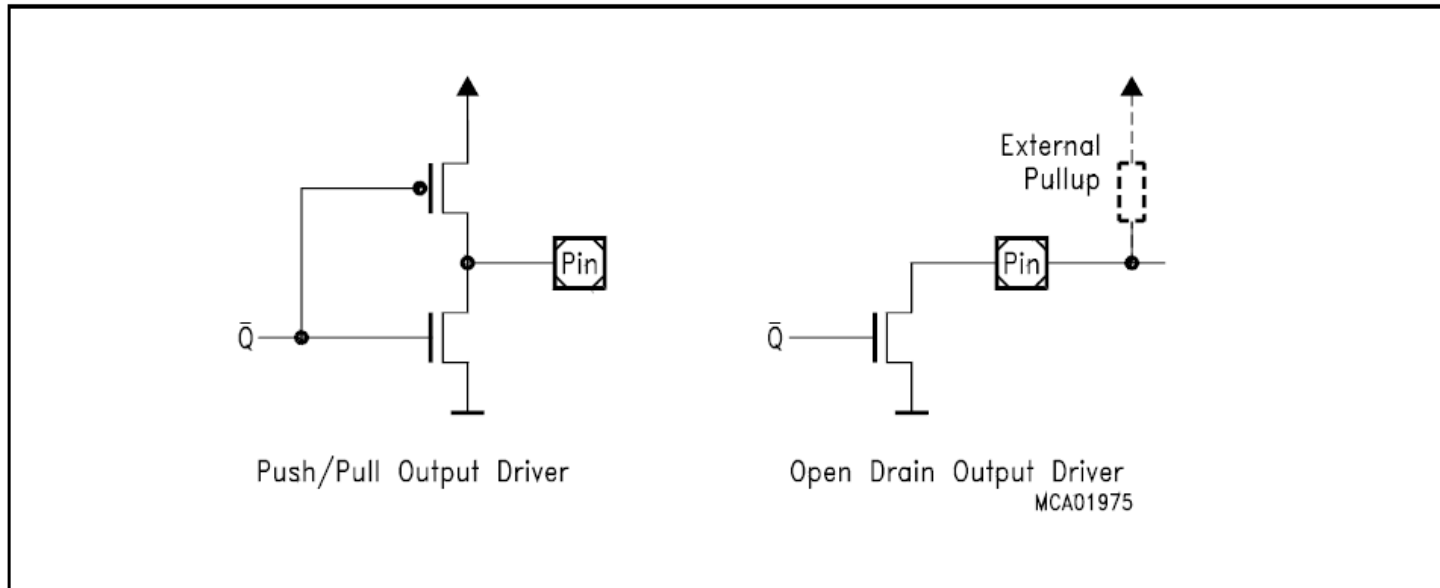 External
Pullup
Pin
Pin
Q̄
Q̄
Push/Pull Output Driver
Open Drain Output Driver
MCA01975